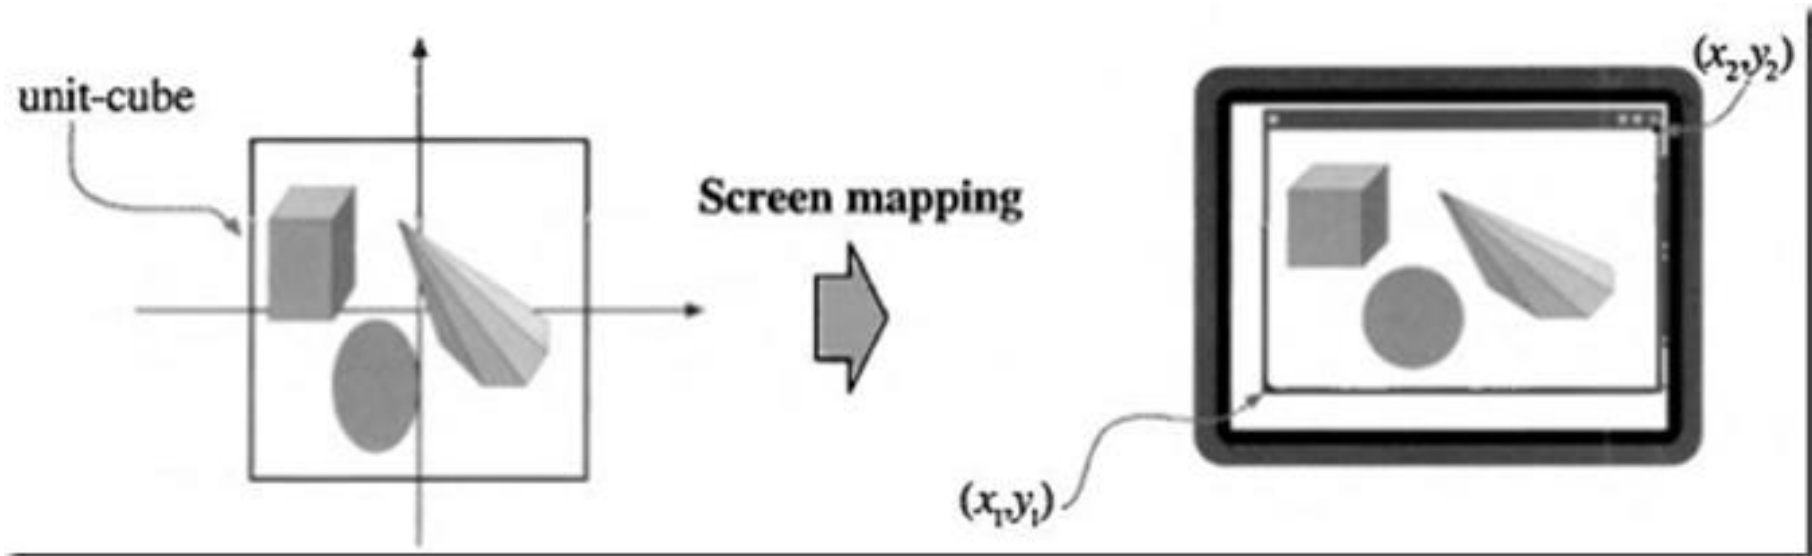 unit-cube
Screen mapping
(x₂,y₂)
(x₁,y₁)